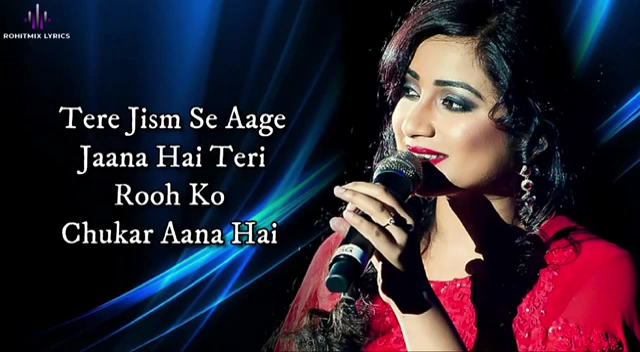 ROHITMIX LYRICS
Tere Jism Se Aage
Jaana Hai Teri
Rooh Ko
Chukar Aana Hai